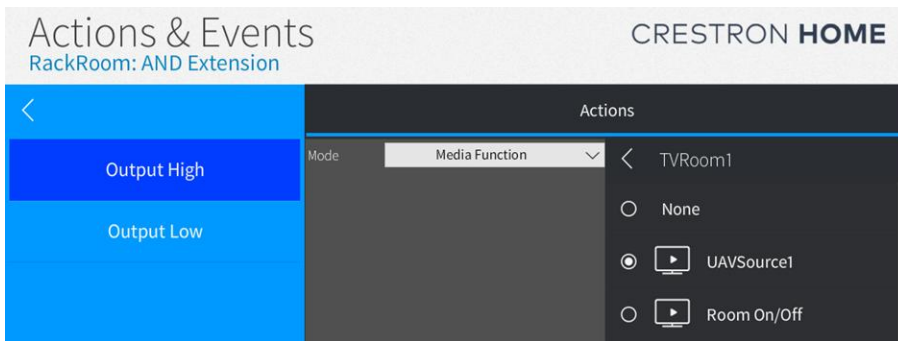 Actions & Events
CRESTRON HOME
RackRoom: AND Extension
Actions
Output High
Output Low
Mode
Media Function
TVRoom1
None
UAVSource1
Room On/Off